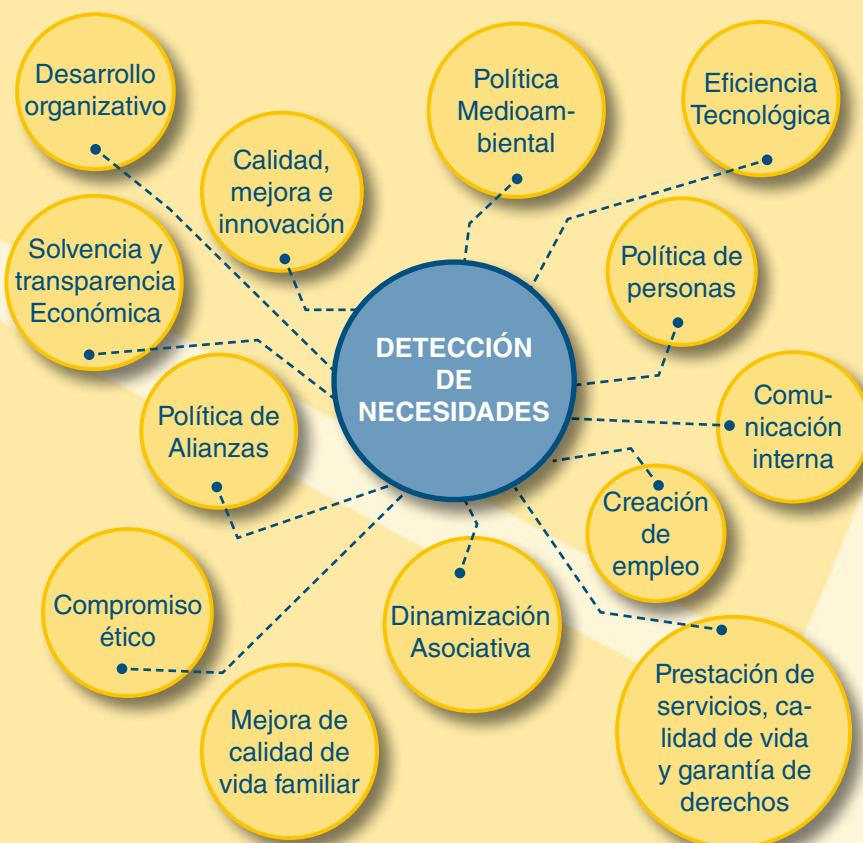 Desarrollo
organizativo
Política
Medioam-
biental
Eficiencia
Tecnológica
Calidad,
mejora e
innovación
Solvencia y
transparencia
Económica
Política de
personas
DETECCIÓN
DE
NECESIDADES
Política de
Alianzas
Comu-
nicación
interna
Creación
de
empleo
Compromiso
ético
Dinamización
Asociativa
Mejora de
calidad de
vida familiar
Prestación de
servicios, ca-
lidad de vida
y garantía de
derechos